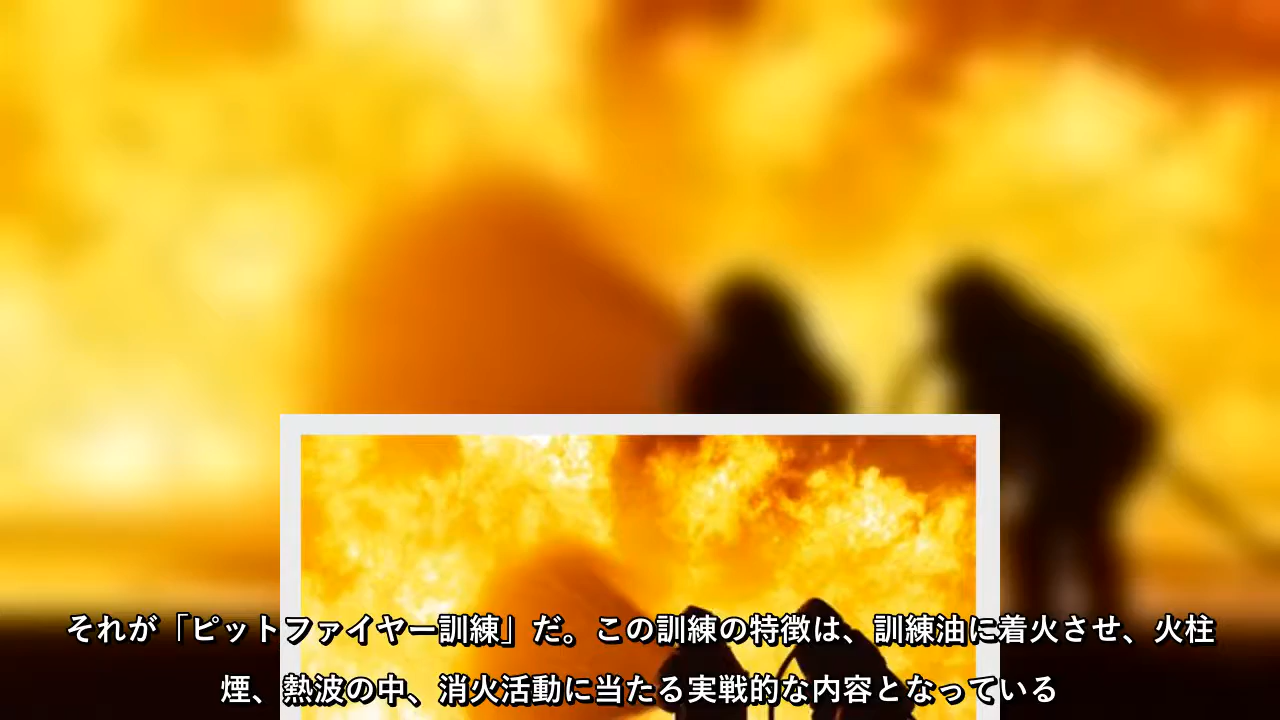 それが「ピットファイヤー訓練」だ。この訓練の特徴は、訓練油に着火させ、火柱
煙、熱波の中、消火活動に当たる実戦的な内容となっている